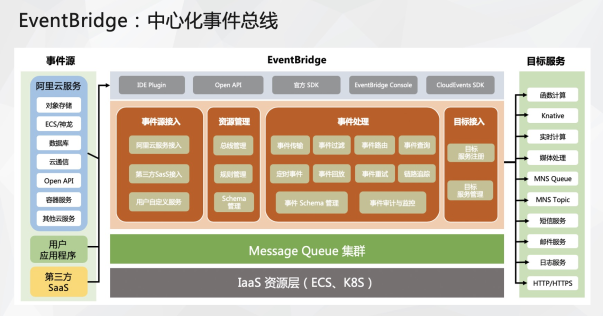 EventBridge：中心化事件总线
事件源
EventBridge
目标服务
阿里云服务
对象存储
ECS/神龙
数据库
云通信
Open API
容器服务
其他云服务
用户
应用程序
第三方
SaaS
IDE Plugin
Open API
官方 SDK
EventBridge Console
CloudEvents SDK
事件源接入
阿里云服务接入
第三方SaaS接入
用户自定义服务
资源管理
总线管理
规则管理
Schema
管理
事件处理
事件传输
事件过滤
事件路由
事件查询
定时事件
事件回放
事件重试
链路追踪
事件 Schema 管理
事件审计与监控
目标接入
目标
服务注册
目标
服务管理
Message Queue 集群
IaaS 资源层（ECS、K8S）
函数计算
Knative
实时计算
媒体处理
MNS Queue
MNS Topic
短信服务
邮件服务
日志服务
HTTP/HTTPS